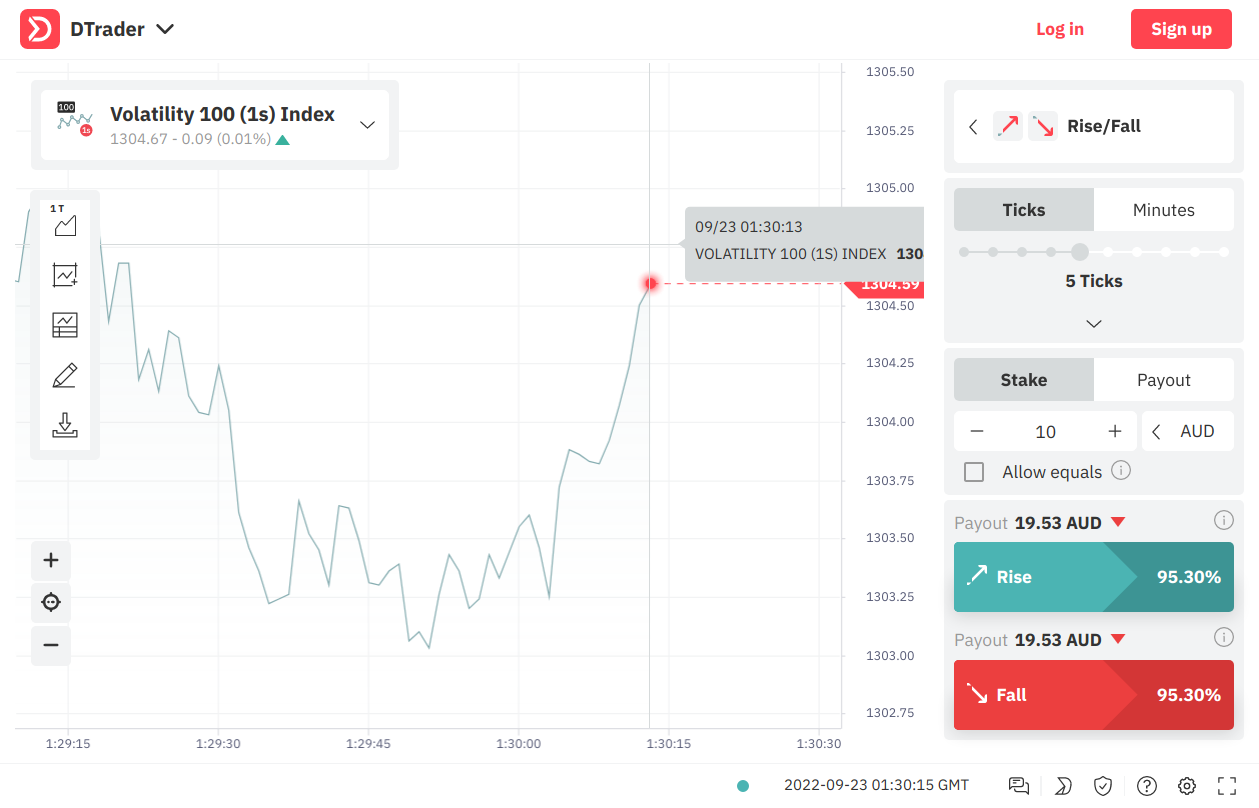 DTrader
Log in
Sign up
100
1s
Volatility 100 (1s) Index
1304.67 - 0.09 (0.01%)
1 T
09/23 01:30:13
VOLATILITY 100 (1S) INDEX 130
1304.59
1305.50
1305.25
1305.00
1304.50
1304.25
1304.00
1303.75
1303.50
1303.25
1303.00
1302.75
1:29:15
1:29:30
1:29:45
1:30:00
1:30:15
1:30:30
Rise/Fall
Ticks
Minutes
5 Ticks
Stake
Payout
10
AUD
Allow equals
Payout 19.53 AUD
Rise
95.30%
Payout 19.53 AUD
Fall
95.30%
2022-09-23 01:30:15 GMT